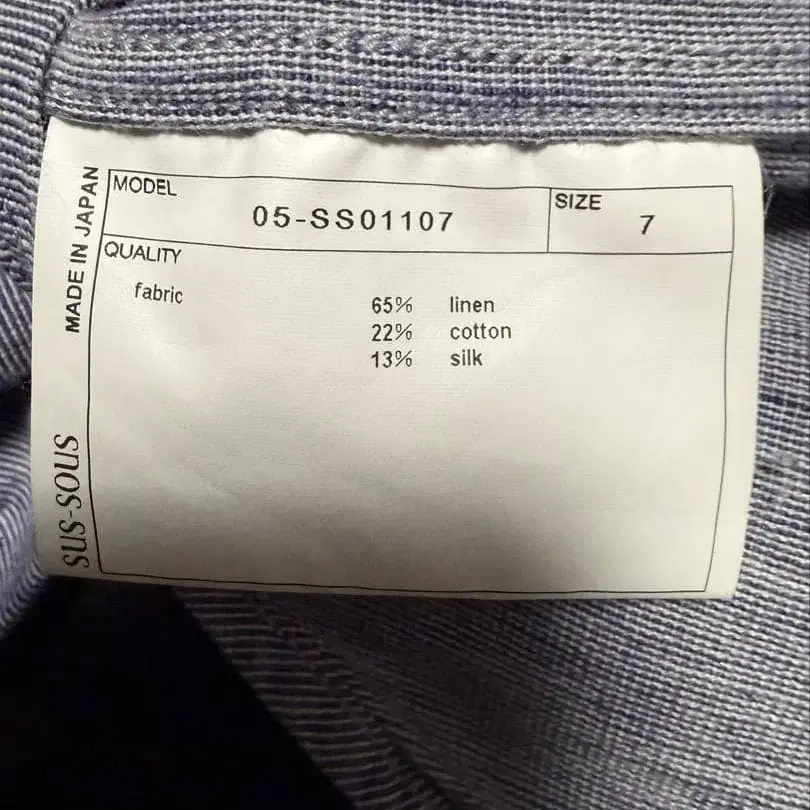 MODEL
05-SS01107
SIZE
7
QUALITY
fabric
65% linen
22% cotton
13% silk
MADE IN JAPAN
sus-sous